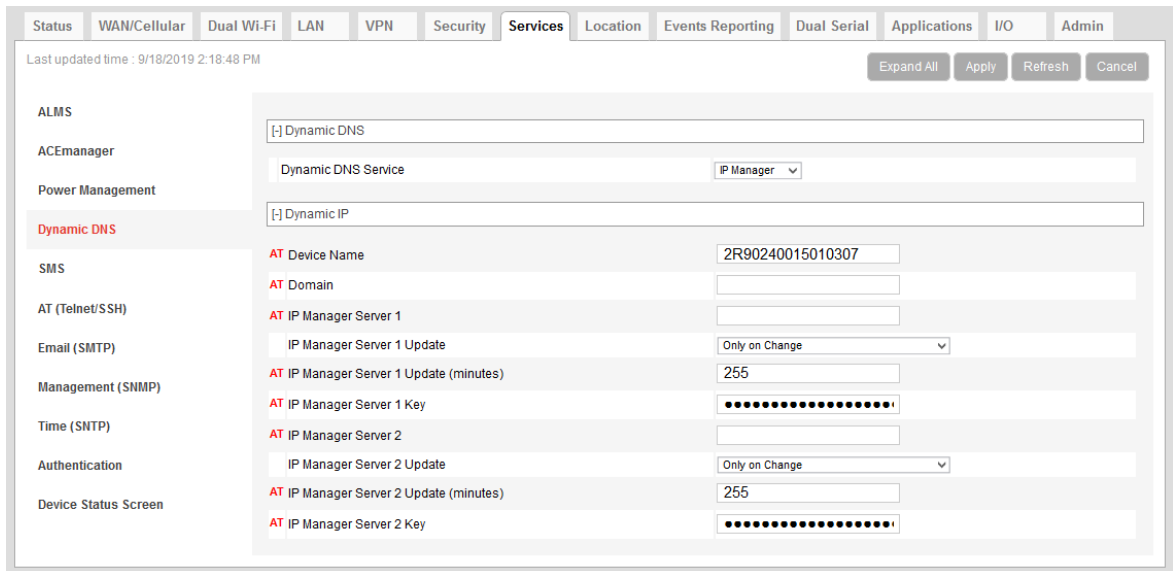 Status WAN/Cellular Dual Wi-Fi LAN VPN Security Services Location Events Reporting Dual Serial Applications I/O Admin
Last updated time : 9/18/2019 2:18:48 PM
Expand All Apply Refresh Cancel
ALMS
ACEmanager
Power Management
Dynamic DNS
SMS
AT (Telnet/SSH)
Email (SMTP)
Management (SNMP)
Time (SNTP)
Authentication
Device Status Screen
[-] Dynamic DNS
Dynamic DNS Service IP Manager
[-] Dynamic IP
AT Device Name 2R90240015010307
AT Domain
AT IP Manager Server 1
IP Manager Server 1 Update Only on Change
AT IP Manager Server 1 Update (minutes) 255
AT IP Manager Server 1 Key ••••••••••••••••••
AT IP Manager Server 2
IP Manager Server 2 Update Only on Change
AT IP Manager Server 2 Update (minutes) 255
AT IP Manager Server 2 Key ••••••••••••••••••